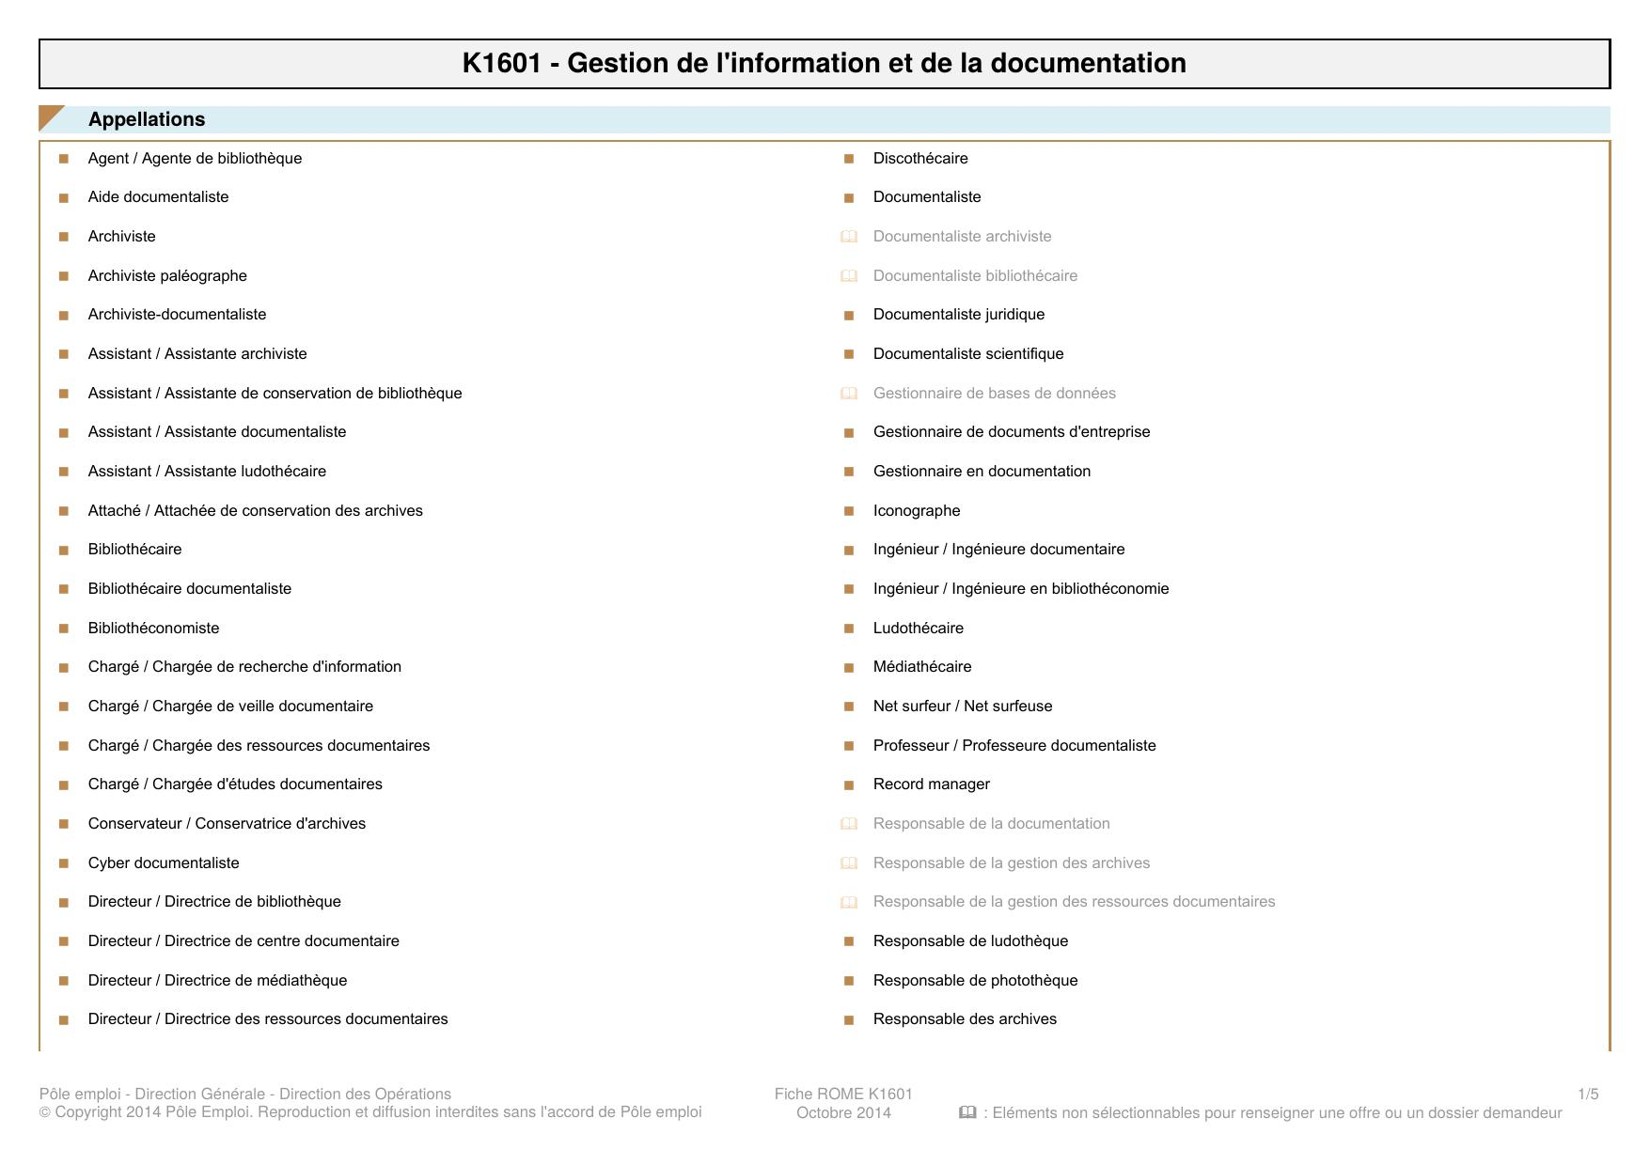 K1601 - Gestion de l'information et de la documentation
Appellations
Agent / Agente de bibliothèque
Aide documentaliste
Archiviste
Archiviste paléographe
Archiviste-documentaliste
Assistant / Assistante archiviste
Assistant / Assistante de conservation de bibliothèque
Assistant / Assistante documentaliste
Assistant / Assistante ludothécaire
Attaché / Attachée de conservation des archives
Bibliothécaire
Bibliothécaire documentaliste
Bibliothéconomiste
Chargé / Chargée de recherche d'information
Chargé / Chargée de veille documentaire
Chargé / Chargée des ressources documentaires
Chargé / Chargée d'études documentaires
Conservateur / Conservatrice d'archives
Cyber documentaliste
Directeur / Directrice de bibliothèque
Directeur / Directrice de centre documentaire
Directeur / Directrice de médiathèque
Directeur / Directrice des ressources documentaires
Discothécaire
Documentaliste
Documentaliste archiviste
Documentaliste bibliothécaire
Documentaliste juridique
Documentaliste scientifique
Gestionnaire de bases de données
Gestionnaire de documents d'entreprise
Gestionnaire en documentation
Iconographe
Ingénieur / Ingénieure documentaire
Ingénieur / Ingénieure en bibliothéconomie
Ludothécaire
Médiathécaire
Net surfeur / Net surfeuse
Professeur / Professeure documentaliste
Record manager
Responsable de la documentation
Responsable de la gestion des archives
Responsable de la gestion des ressources documentaires
Responsable de ludothèque
Responsable de photothèque
Responsable des archives
Pôle emploi - Direction Générale - Direction des Opérations
© Copyright 2014 Pôle Emploi. Reproduction et diffusion interdites sans l'accord de Pôle emploi
Fiche ROME K1601
Octobre 2014
1/5
: Eléments non sélectionnables pour renseigner une offre ou un dossier demandeur